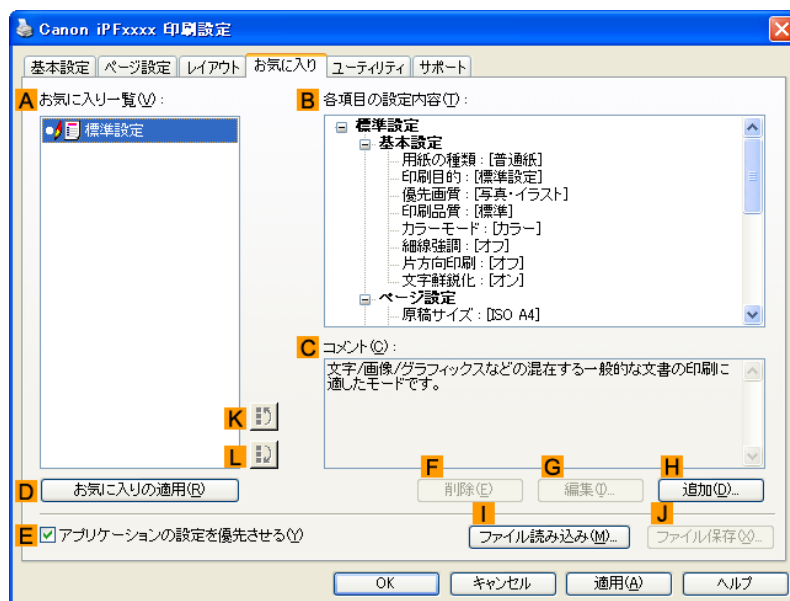 Canon iPFxxxx 印刷設定
基本設定 ページ設定 レイアウト お気に入り ユーティリティ サポート
A お気に入り一覧(V) :
標準設定
B 各項目の設定内容(T) :
標準設定
基本設定
用紙の種類 : [普通紙]
印刷目的 : [標準設定]
優先画質 : [写真・イラスト]
印刷品質 : [標準]
カラーモード : [カラー]
細線強調 : [オフ]
片方向印刷 : [オフ]
文字鮮鋭化 : [オン]
ページ設定
原稿サイズ : [ISO A4]
C コメント(C) :
文字/画像/グラフィックスなどの混在する一般的な文書の印刷に
適したモードです。
K
L
D お気に入りの適用(R)
F 削除(E)
G 編集(I)...
H 追加(D)...
E アプリケーションの設定を優先させる(Y)
I ファイル読み込み(M)...
J ファイル保存(X)...
OK キャンセル 適用(A) ヘルプ